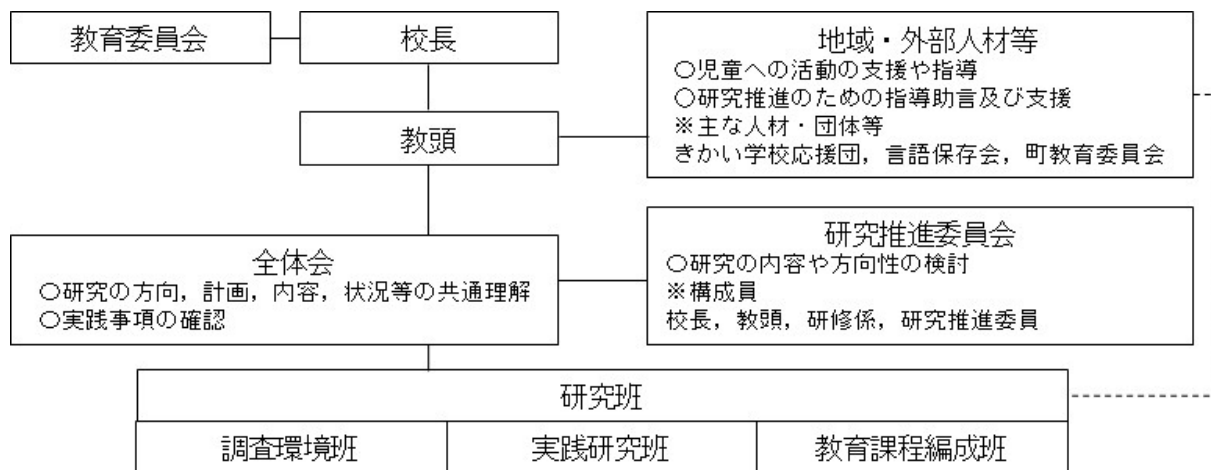 教育委員会
校長
教頭
地域・外部人材等
○児童への活動の支援や指導
○研究推進のための指導助言及び支援
※主な人材・団体等
きかい学校応援団，言語保存会，町教育委員会
全体会
○研究の方向，計画，内容，状況等の共通理解
○実践事項の確認
研究推進委員会
○研究の内容や方向性の検討
※構成員
校長，教頭，研修係，研究推進委員
研究班
調査環境班
実践研究班
教育課程編成班